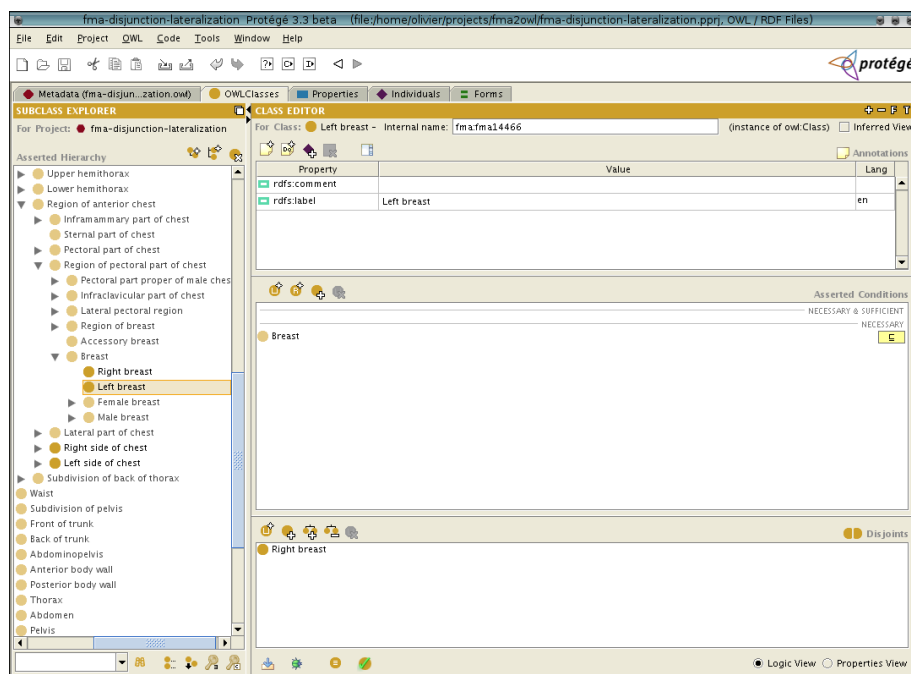 fma-disjunction-lateralization Protégé 3.3 beta (file:/home/olivier/projects/fma2owl/fma-disjunction-lateralization.pprj, OWL / RDF Files)
File Edit Project OWL Code Tools Window Help
protégé
Metadata (fma-disjun...zation.owl) OWLClasses Properties Individuals Forms
SUBCLASS EXPLORER
For Project: fma-disjunction-lateralization
Asserted Hierarchy
Upper hemithorax
Lower hemithorax
Region of anterior chest
Inframammary part of chest
Sternal part of chest
Pectoral part of chest
Region of pectoral part of chest
Pectoral part proper of male ches
Infraclavicular part of chest
Lateral pectoral region
Region of breast
Accessory breast
Breast
Right breast
Left breast
Female breast
Male breast
Lateral part of chest
Right side of chest
Left side of chest
Subdivision of back of thorax
Waist
Subdivision of pelvis
Front of trunk
Back of trunk
Abdominopelvis
Anterior body wall
Posterior body wall
Thorax
Abdomen
Pelvis
CLASS EDITOR
For Class: Left breast – Internal name: fma:fma14466 (instance of owl:Class) Inferred View
Annotations
Property Value Lang
rdfs:comment
rdfs:label Left breast en
Asserted Conditions
NECESSARY & SUFFICIENT
NECESSARY
Breast ⊑
Disjoints
Right breast
Logic View Properties View